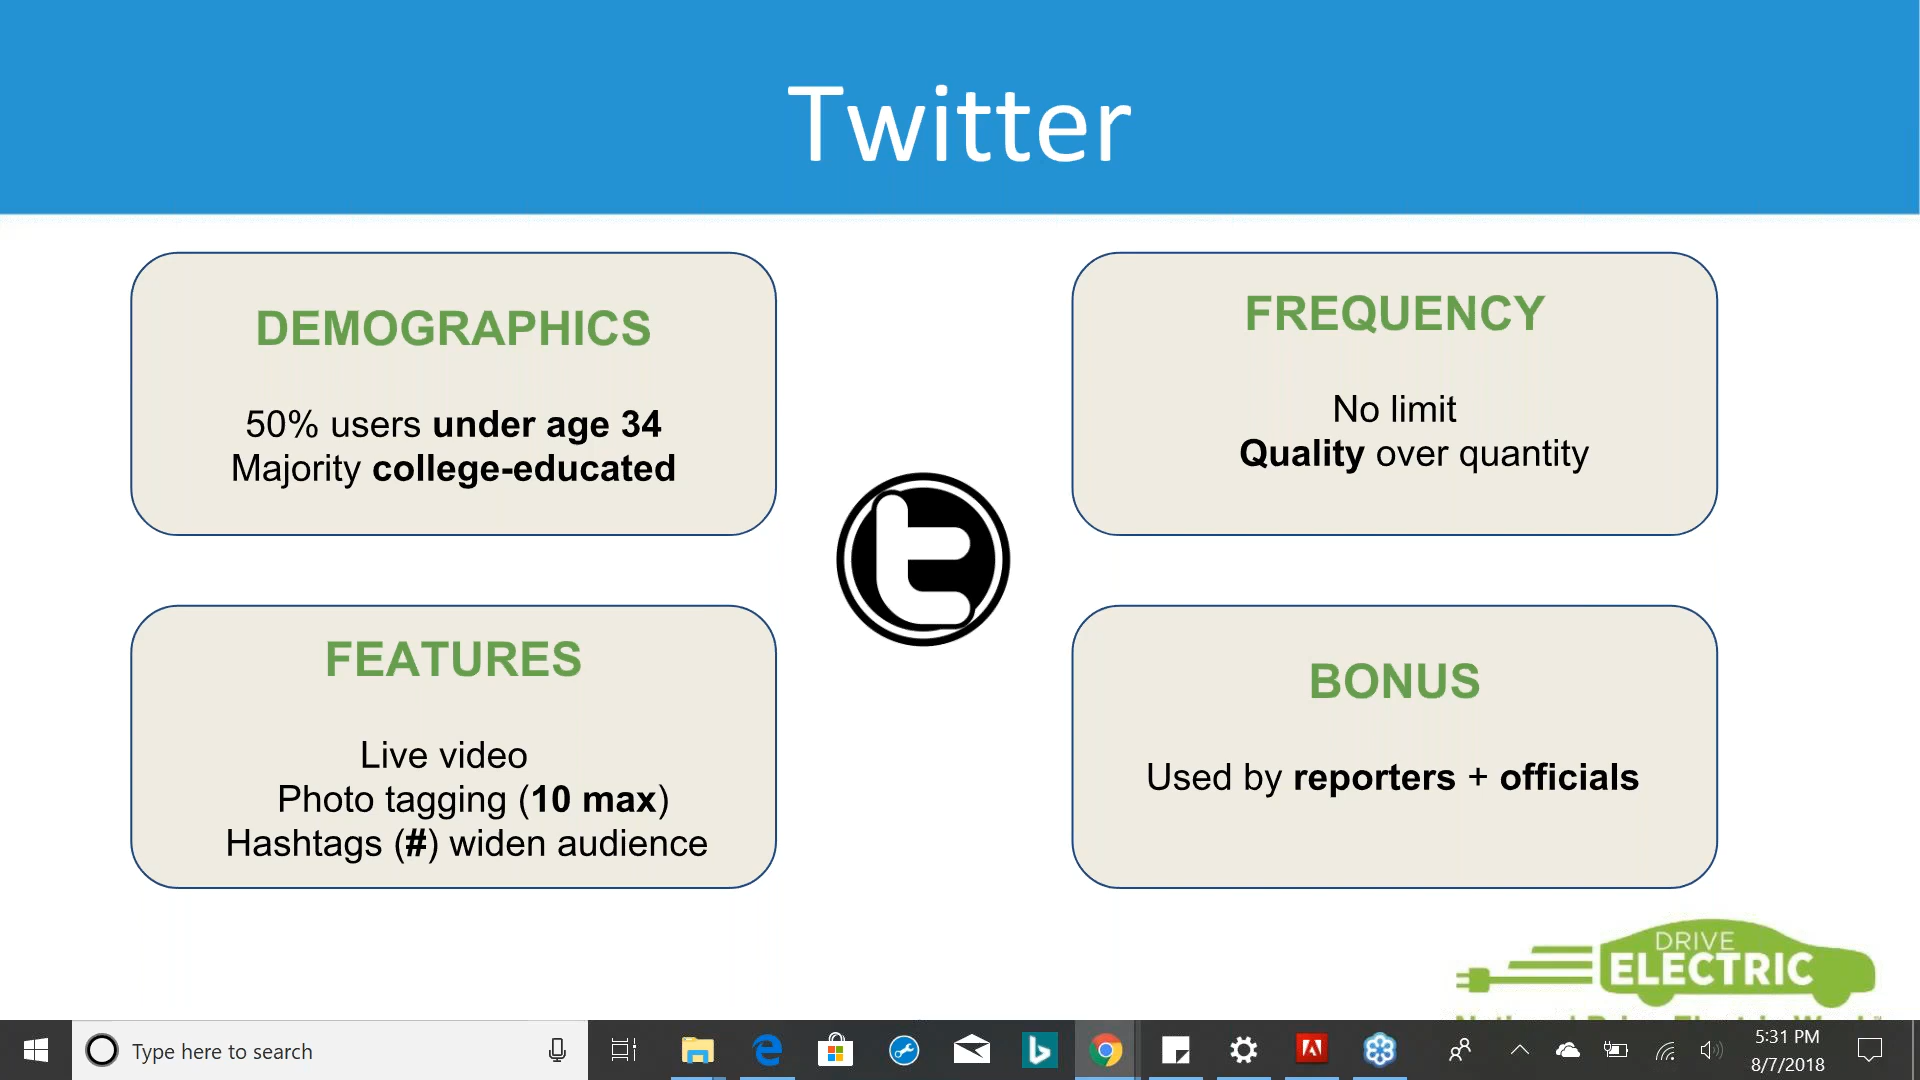 Twitter
DEMOGRAPHICS
50% users under age 34
Majority college-educated
FREQUENCY
No limit
Quality over quantity
FEATURES
Live video
Photo tagging (10 max)
Hashtags (#) widen audience
BONUS
Used by reporters + officials
DRIVE
ELECTRIC
Type here to search
5:31 PM
8/7/2018